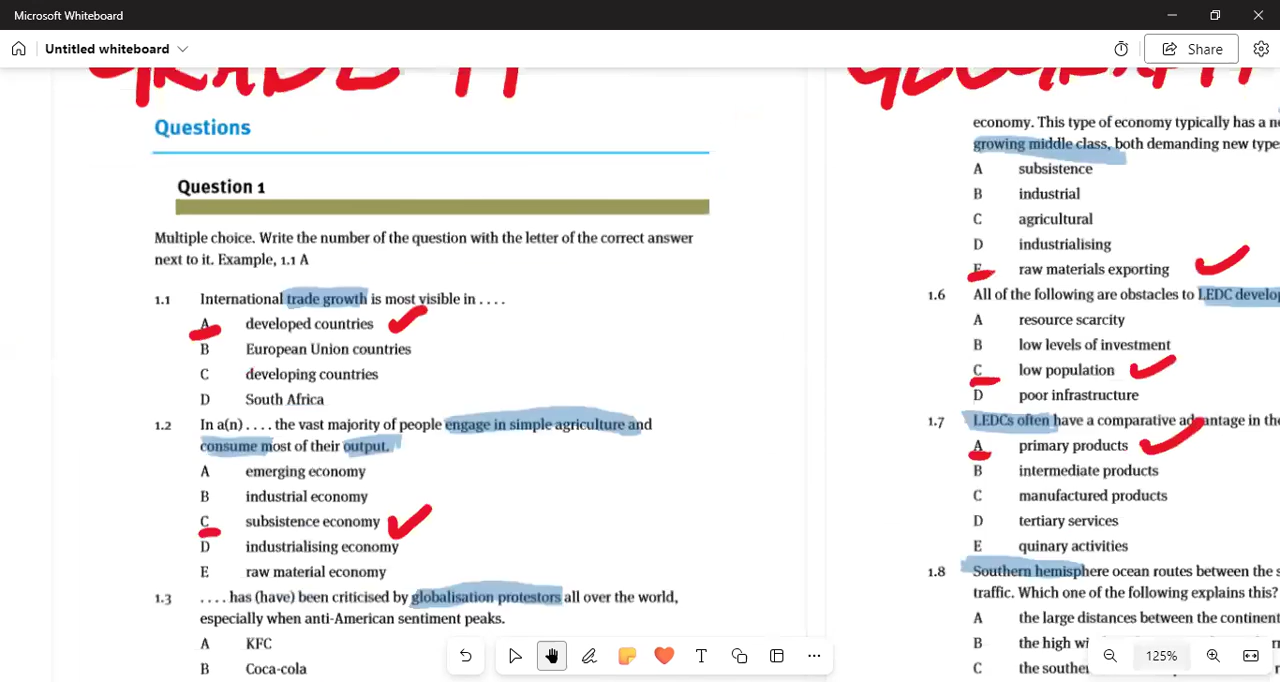 Microsoft Whiteboard
Untitled whiteboard
Share
GRADE 11
Questions
Question 1
Multiple choice. Write the number of the question with the letter of the correct answer
next to it. Example, 1.1 A
1.1 International trade growth is most visible in . . . .
A developed countries
B European Union countries
C developing countries
D South Africa
1.2 In a(n) . . . . the vast majority of people engage in simple agriculture and
consume most of their output.
A emerging economy
B industrial economy
C subsistence economy
D industrialising economy
E raw material economy
1.3 . . . . has (have) been criticised by globalisation protestors all over the world,
especially when anti-American sentiment peaks.
A KFC
B Coca-cola
GEOGRAPHY
economy. This type of economy typically has a
growing middle class, both demanding new type
A subsistence
B industrial
C agricultural
D industrialising
E raw materials exporting
1.6 All of the following are obstacles to LEDC
A resource scarcity
B low levels of investment
C low population
D poor infrastructure
1.7 LEDCs often have a comparative advantage in the
A primary products
B intermediate products
C manufactured products
D tertiary services
E quinary activities
1.8 Southern hemisphere ocean routes between the
traffic. Which one of the following explains this?
A the large distances between the
B the high
C the
125%